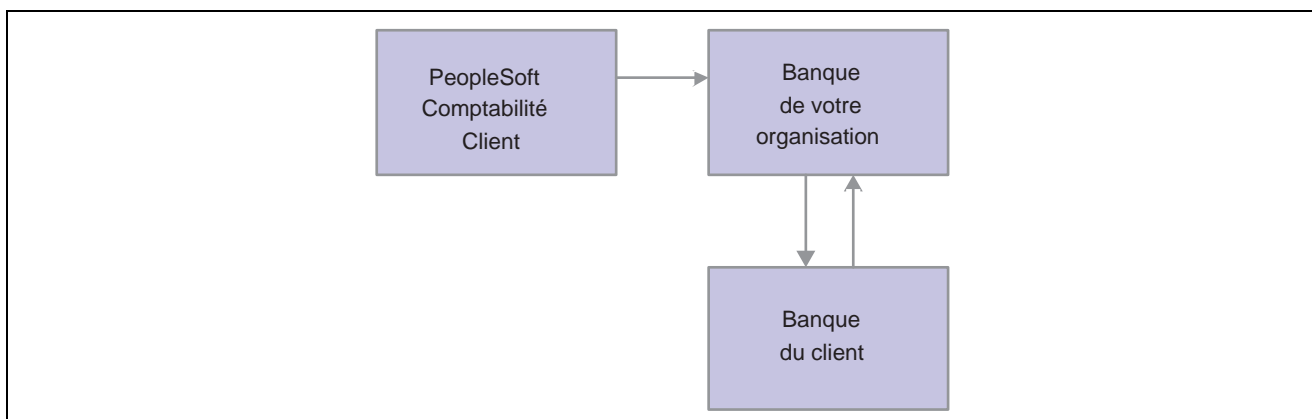 PeopleSoft
Comptabilité
Client
Banque
de votre
organisation
Banque
du client